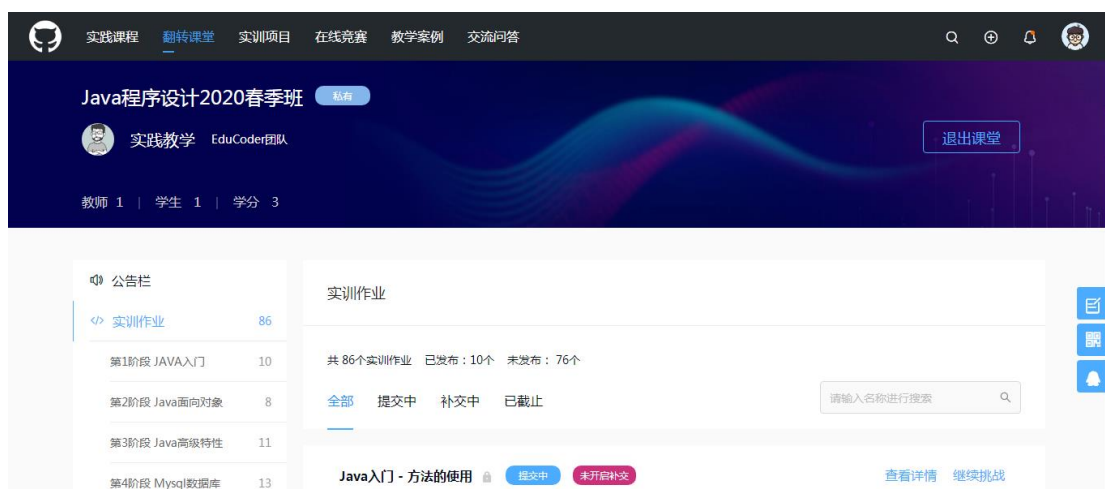 实践课程 翻转课堂 实训项目 在线竞赛 教学案例 交流问答
Java程序设计2020春季班 私有
实践教学 EduCoder团队
退出课堂
教师 1 | 学生 1 | 学分 3
公告栏
实训作业 86
第1阶段 JAVA入门 10
第2阶段 Java面向对象 8
第3阶段 Java高级特性 11
第4阶段 Mysql数据库 13
实训作业
共 86个实训作业 已发布：10个 未发布：76个
全部 提交中 补交中 已截止
请输入名称进行搜索
Java入门 - 方法的使用 提交中 未开启补交
查看详情 继续挑战